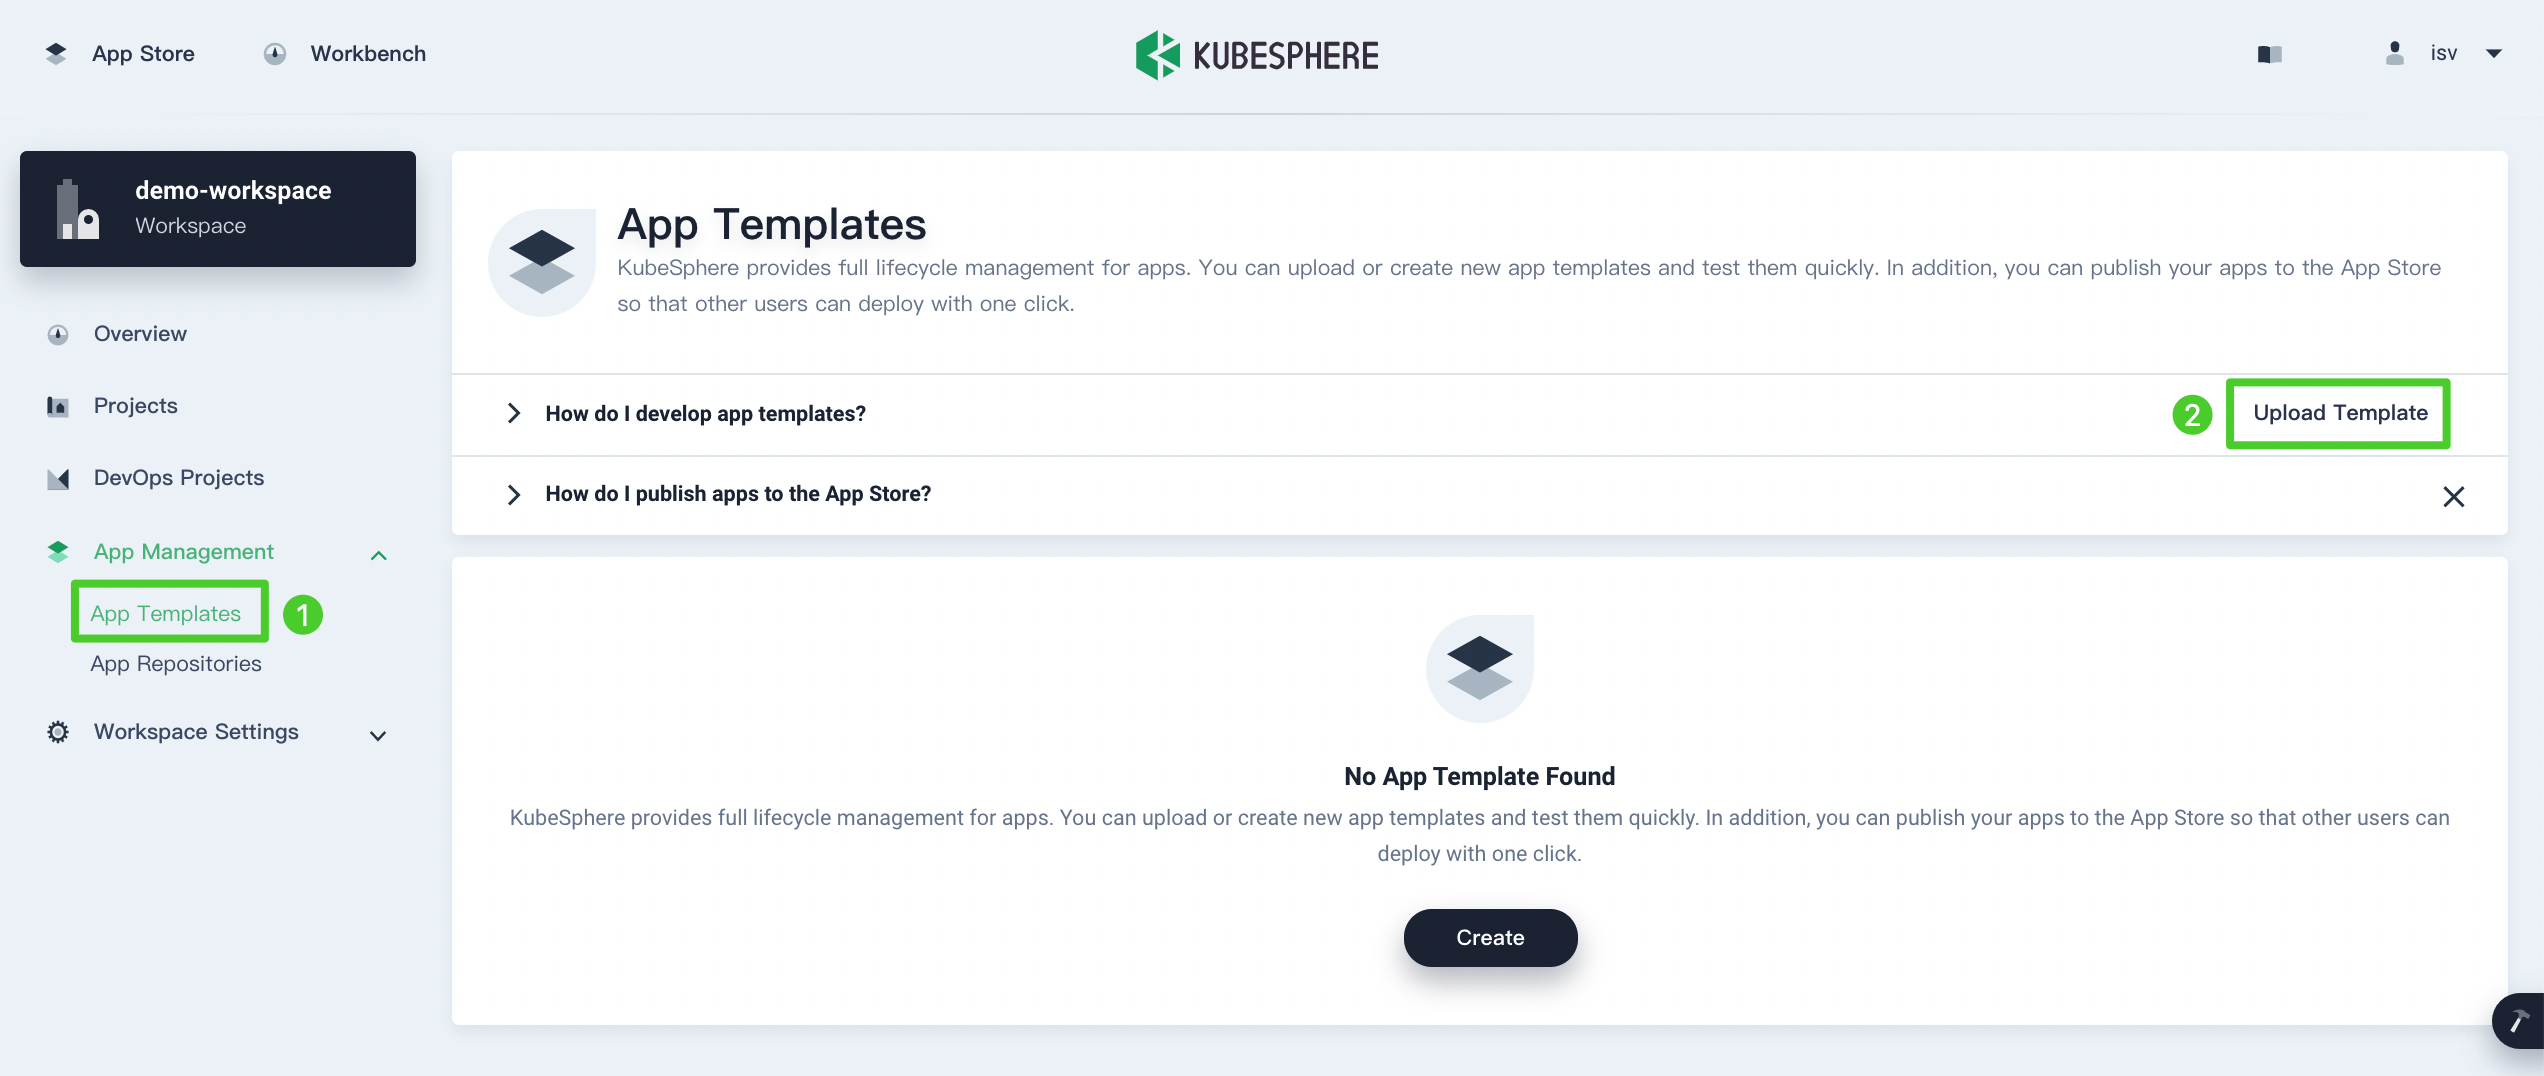 App Store
Workbench
KUBESPHERE
isv
demo-workspace
Workspace
Overview
Projects
DevOps Projects
App Management
App Templates
1
App Repositories
Workspace Settings
App Templates
KubeSphere provides full lifecycle management for apps. You can upload or create new app templates and test them quickly. In addition, you can publish your apps to the App Store
so that other users can deploy with one click.
How do I develop app templates?
2
Upload Template
How do I publish apps to the App Store?
No App Template Found
KubeSphere provides full lifecycle management for apps. You can upload or create new app templates and test them quickly. In addition, you can publish your apps to the App Store so that other users can
deploy with one click.
Create